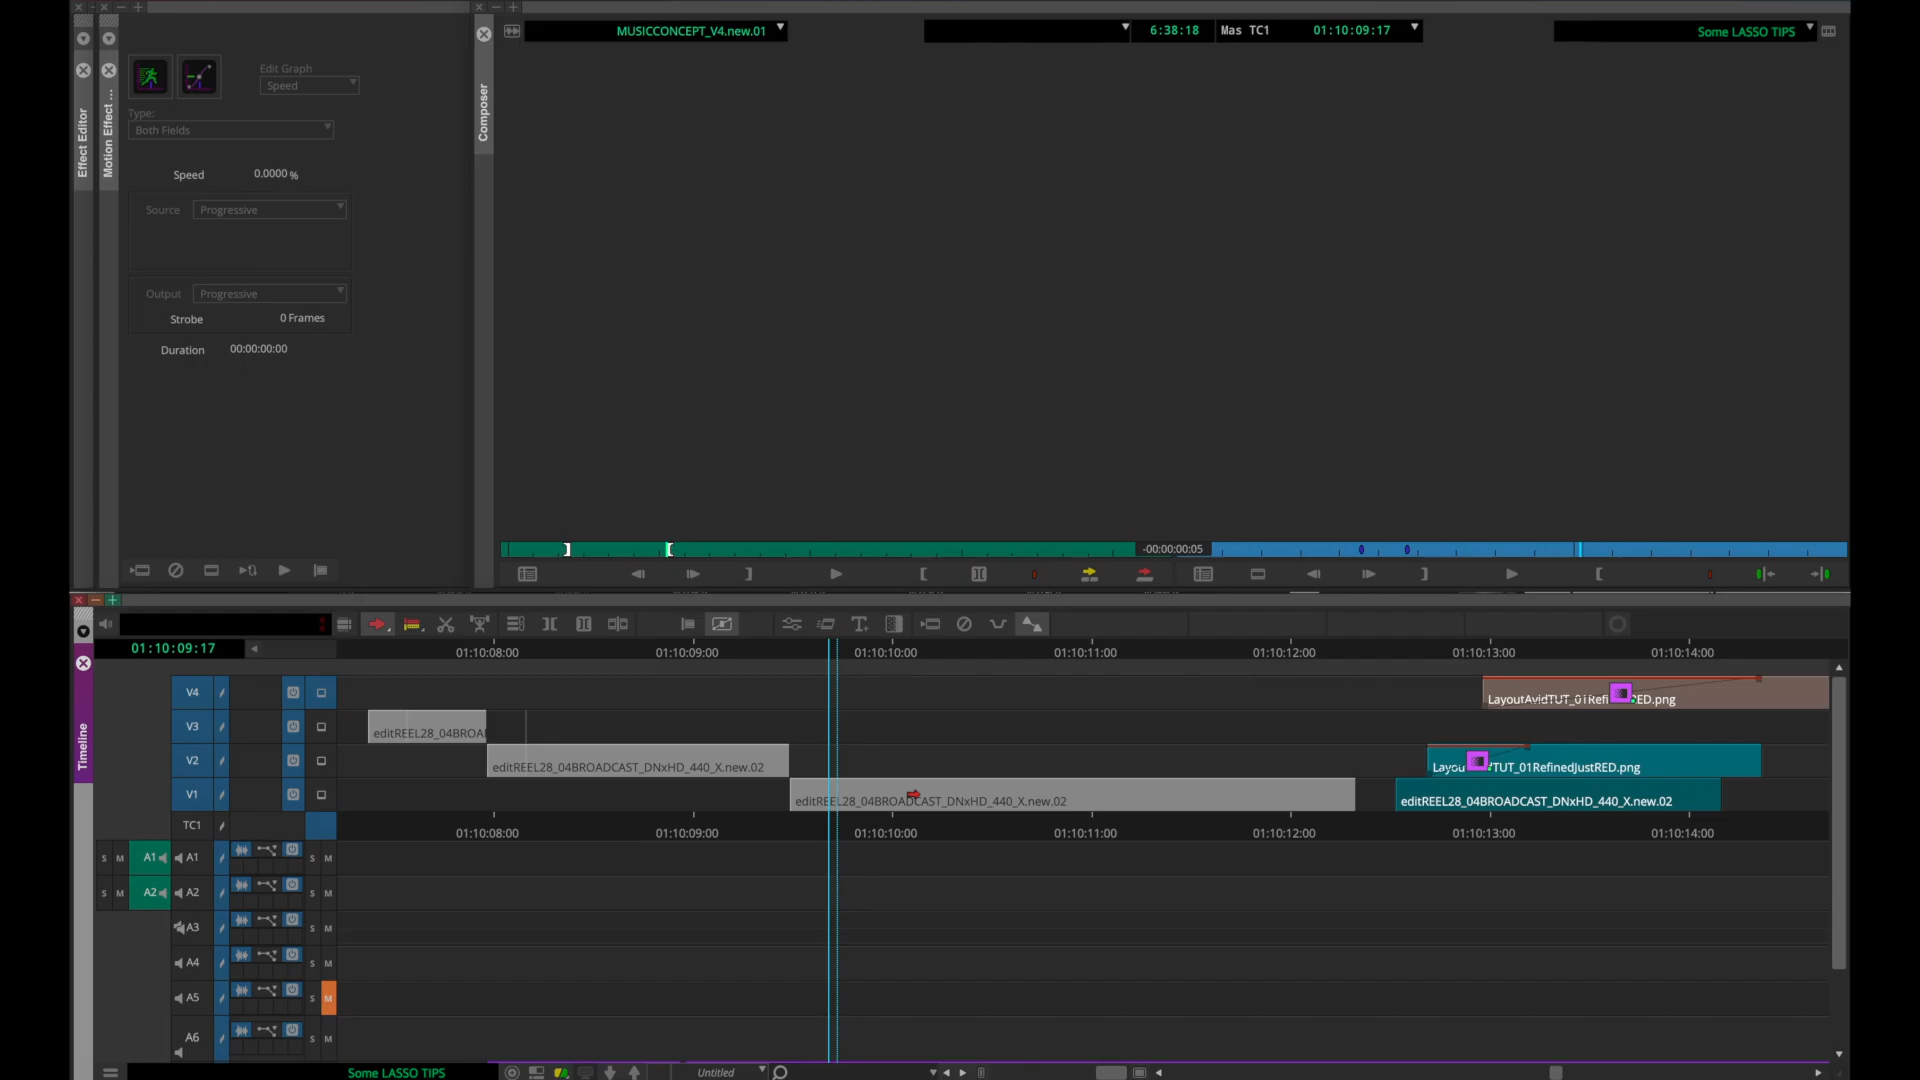 MUSICCONCEPT_V4.new.01
6:38:18
Mas TC1
01:10:09:17
Some LASSO TIPS
Effect Editor
Motion Effect ...
Composer
Edit Graph
Speed
Type:
Both Fields
Speed
0.0000 %
Source
Progressive
Output
Progressive
Strobe
0 Frames
Duration
00:00:00:00
-00:00:00:05
Timeline
01:10:09:17
01:10:08:00
01:10:09:00
01:10:10:00
01:10:11:00
01:10:12:00
01:10:13:00
01:10:14:00
V4
V3
editREEL28_04BROA
V2
editREEL28_04BROADCAST_DNxHD_440_X.new.02
TUT_01RefinedJustRED.png
V1
editREEL28_04BROADCAST_DNxHD_440_X.new.02
editREEL28_04BROADCAST_DNxHD_440_X.new.02
TC1
01:10:08:00
01:10:09:00
01:10:10:00
01:10:11:00
01:10:12:00
01:10:13:00
01:10:14:00
S M A1 A1 S M
S M A2 A2 S M
A3 S M
A4 S M
A5 S M
A6 S M
Some LASSO TIPS
Untitled